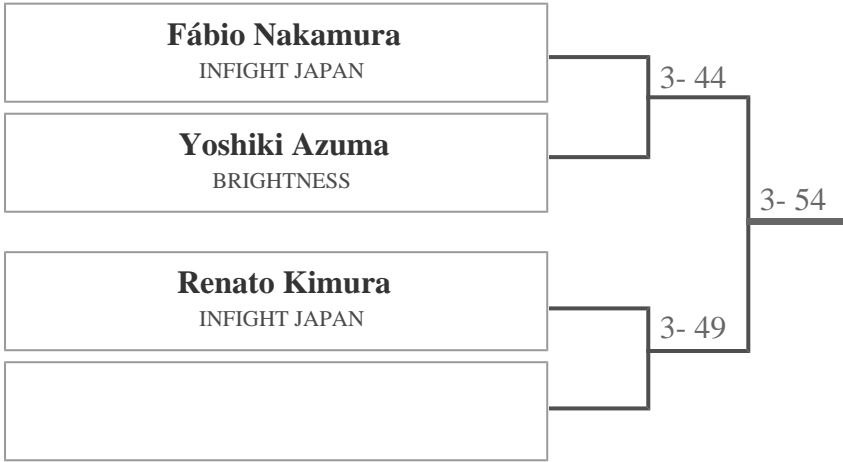 Fábio Nakamura
INFIGHT JAPAN
3- 44
Yoshiki Azuma
BRIGHTNESS
3- 54
Renato Kimura
INFIGHT JAPAN
3- 49